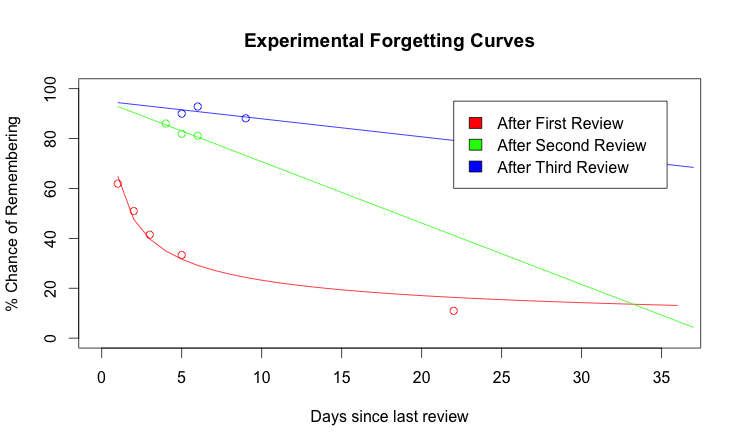 Experimental Forgetting Curves
% Chance of Remembering
100
80
60
40
20
0
After First Review
After Second Review
After Third Review
0 5 10 15 20 25 30 35
Days since last review